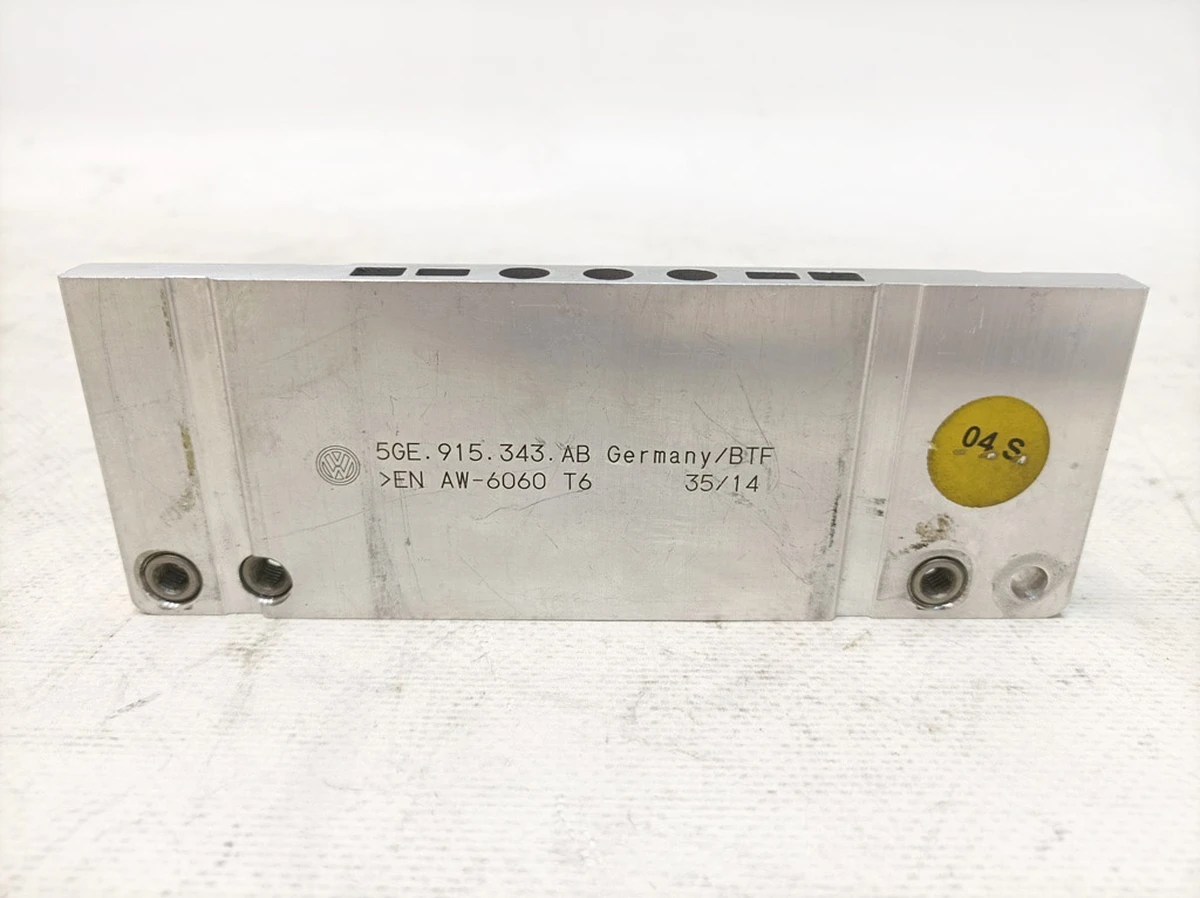 5GE.915.343.AB Germany/BTF
>EN AW-6060 T6 35/14
04 S